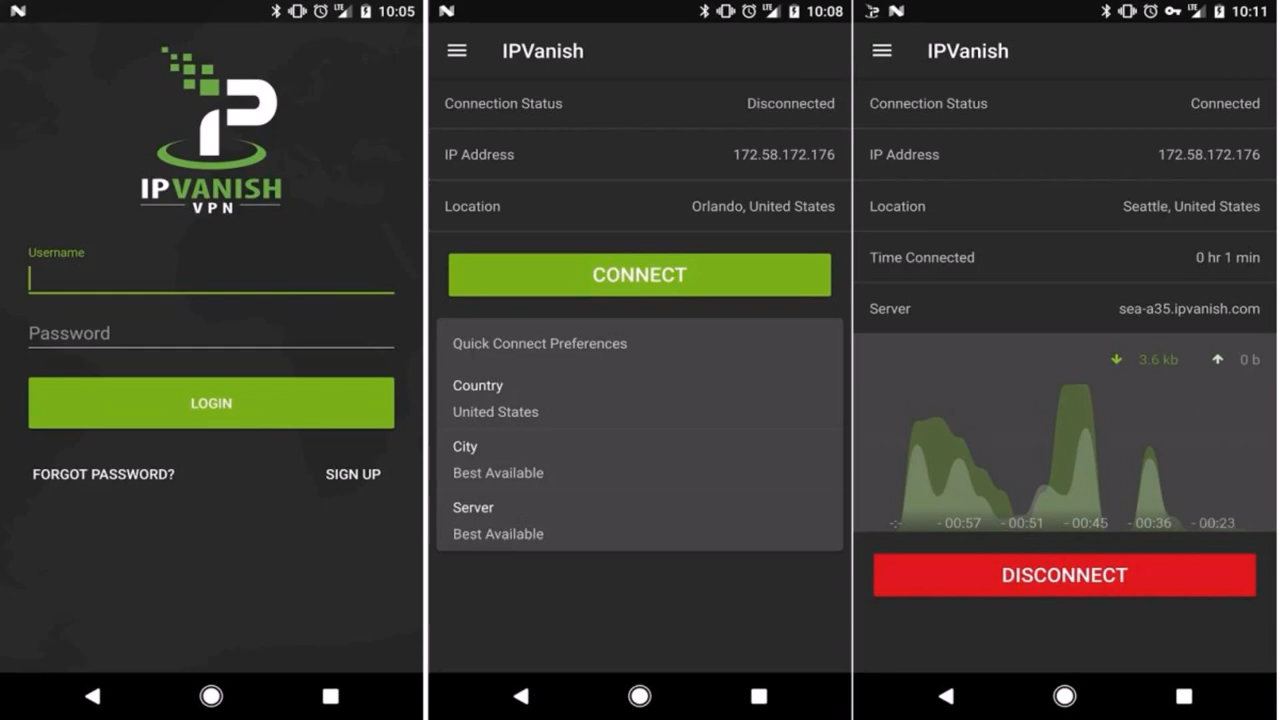 10:05
IPVANISH
VPN
Username
Password
LOGIN
FORGOT PASSWORD? SIGN UP
LTE 10:08
IPVanish
Connection Status Disconnected
IP Address 172.58.172.176
Location Orlando, United States
CONNECT
Quick Connect Preferences
Country
United States
City
Best Available
Server
Best Available
LTE 10:11
IPVanish
Connection Status Connected
IP Address 172.58.172.176
Location Seattle, United States
Time Connected 0 hr 1 min
Server sea-a35.ipvanish.com
3.6 kb 0 b
-:- - 00:57 - 00:51 - 00:45 - 00:36 - 00:23
DISCONNECT